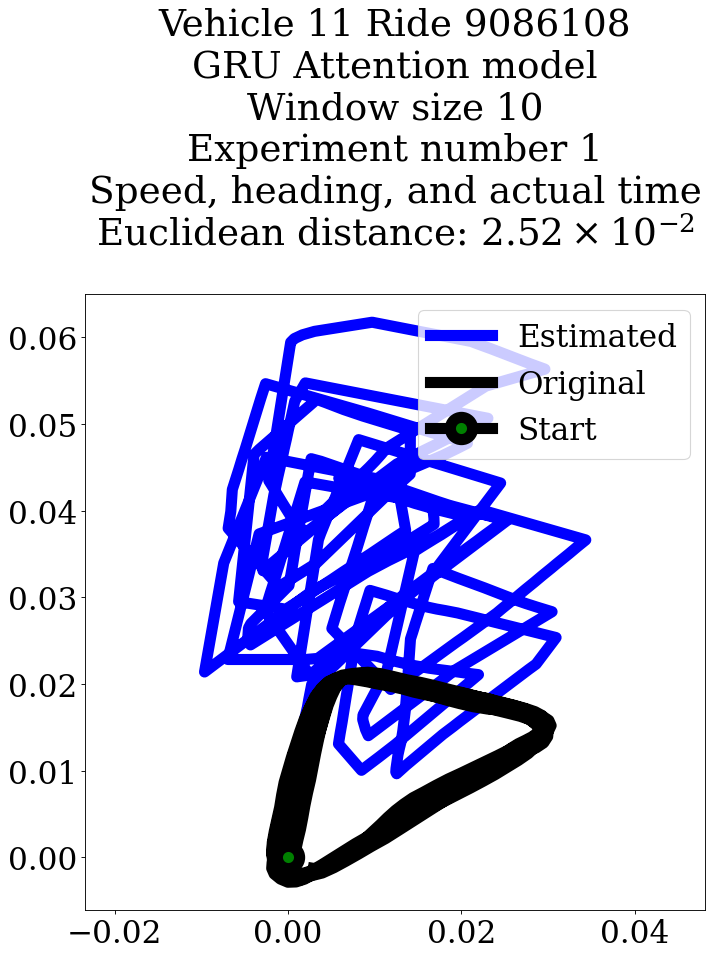 Vehicle 11 Ride 9086108
GRU Attention model
Window size 10
Experiment number 1
Speed, heading, and actual time
Euclidean distance: 2.52 × 10⁻²
Estimated
Original
Start
0.06
0.05
0.04
0.03
0.02
0.01
0.00
−0.02 0.00 0.02 0.04